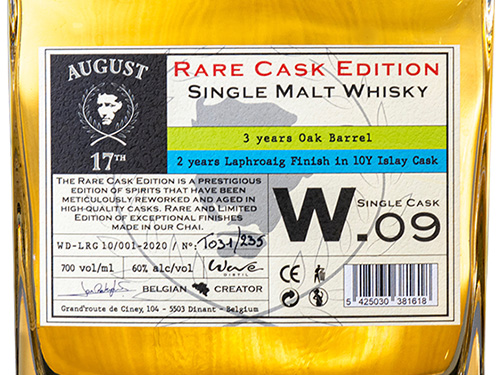 AUGUST
17TH
RARE CASK EDITION
SINGLE MALT WHISKY
3 years Oak Barrel
2 years Laphroaig Finish in 10Y Islay Cask
THE RARE CASK EDITION IS A PRESTIGIOUS
EDITION OF SPIRITS THAT HAVE BEEN
METICULOUSLY REWORKED AND AGED IN
HIGH-QUALITY CASKS. RARE AND LIMITED
EDITION OF EXCEPTIONAL FINISHES
MADE IN OUR CHAI.
SINGLE CASK
W.09
WD-LRG 10/001-2020 / N°: T031/235
700 vol/ml 60% alc/vol Wave
DISTIL
BELGIAN CREATOR
Grand'route de Ciney, 104 - 5503 Dinant - Belgium
CE
5 425030 381618